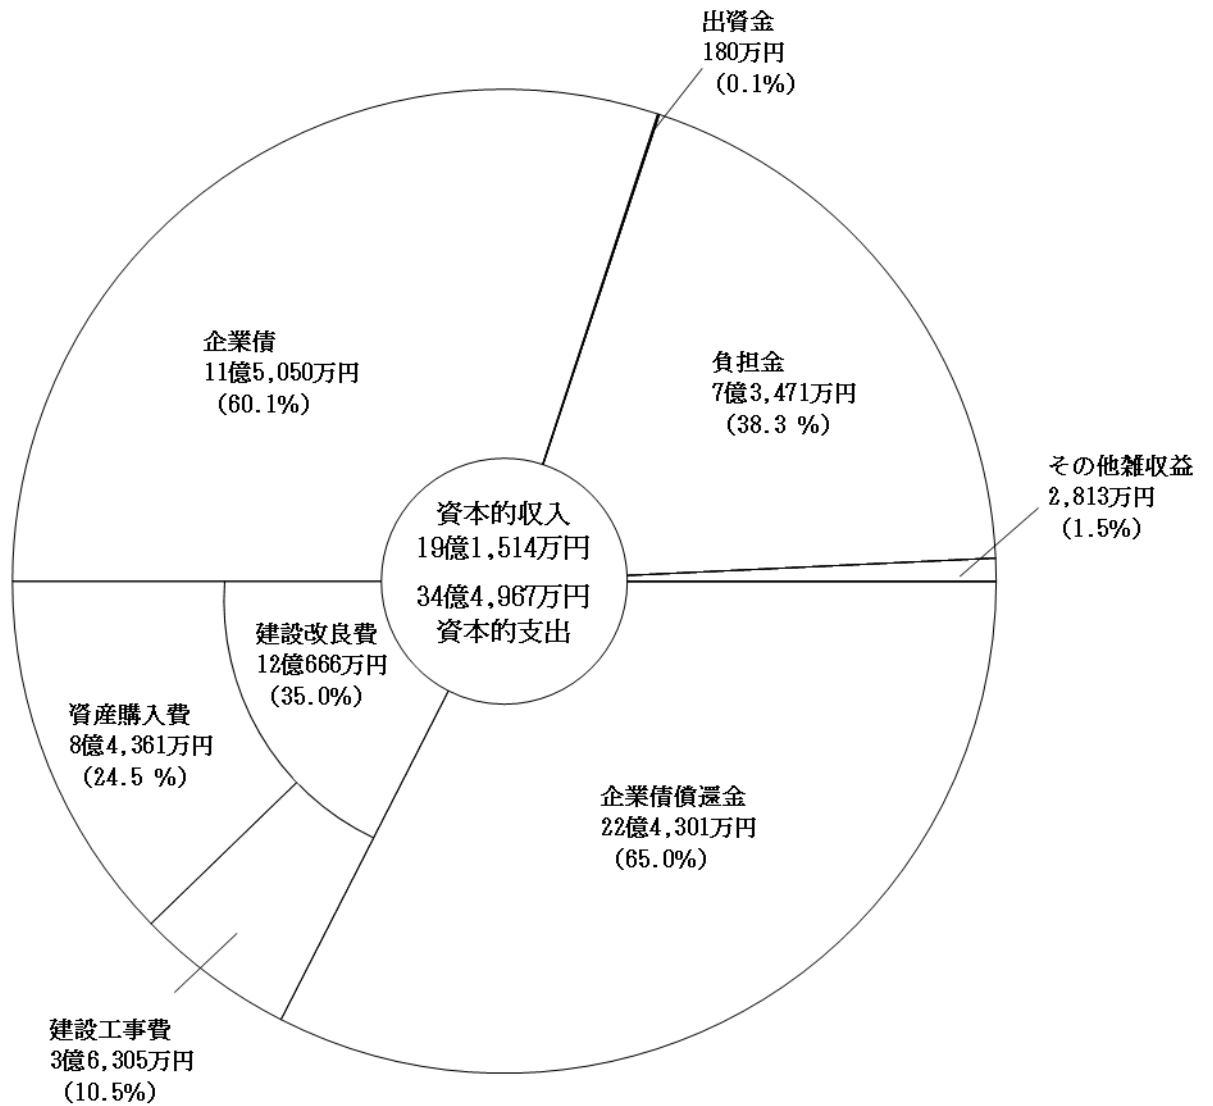 出資金
180万円
(0.1%)
企業債
11億5,050万円
(60.1%)
負担金
7億3,471万円
(38.3 %)
その他雑収益
2,813万円
(1.5%)
資本的収入
19億1,514万円
34億4,967万円
資本的支出
建設改良費
12億666万円
(35.0%)
資産購入費
8億4,361万円
(24.5 %)
企業債償還金
22億4,301万円
(65.0%)
建設工事費
3億6,305万円
(10.5%)